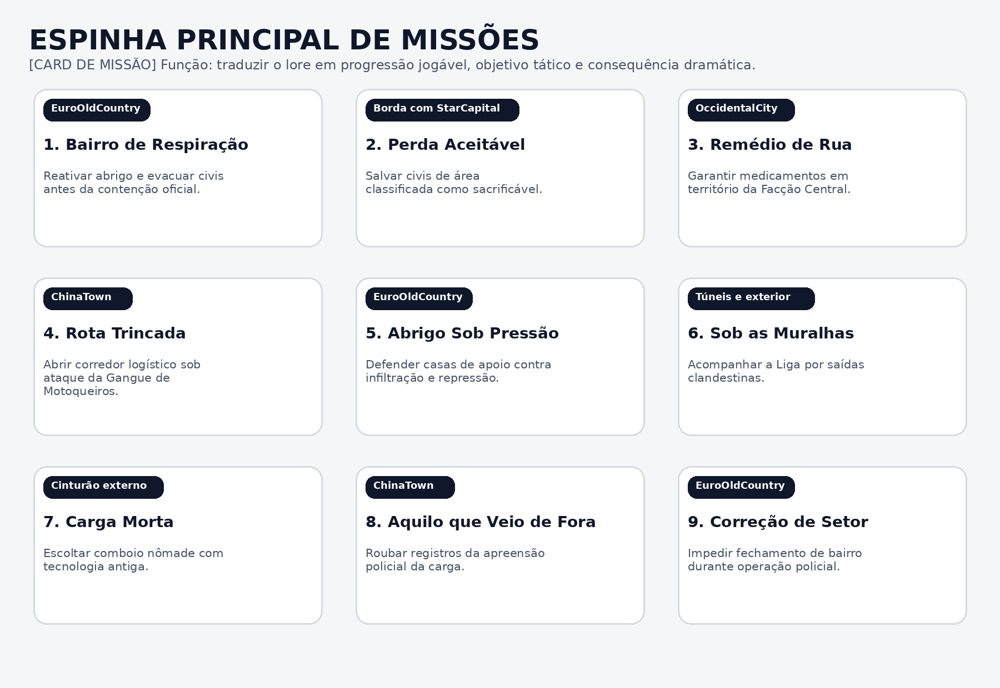 ESPINHA PRINCIPAL DE MISSÕES
[CARD DE MISSÃO] Função: traduzir o lore em progressão jogável, objetivo tático e consequência dramática.
EuroOldCountry
1. Bairro de Respiração
Reativar abrigo e evacuar civis
antes da contenção oficial.
Borda com StarCapital
2. Perda Aceitável
Salvar civis de área
classificada como sacrificável.
OccidentalCity
3. Remédio de Rua
Garantir medicamentos em
território da Facção Central.
ChinaTown
4. Rota Trincada
Abrir corredor logístico sob
ataque da Gangue de
Motoqueiros.
EuroOldCountry
5. Abrigo Sob Pressão
Defender casas de apoio contra
infiltração e repressão.
Túneis e exterior
6. Sob as Muralhas
Acompanhar a Liga por saídas
clandestinas.
Cinturão externo
7. Carga Morta
Escoltar comboio nômade com
tecnologia antiga.
ChinaTown
8. Aquilo que Veio de Fora
Roubar registros da apreensão
policial da carga.
EuroOldCountry
9. Correção de Setor
Impedir fechamento de bairro
durante operação policial.